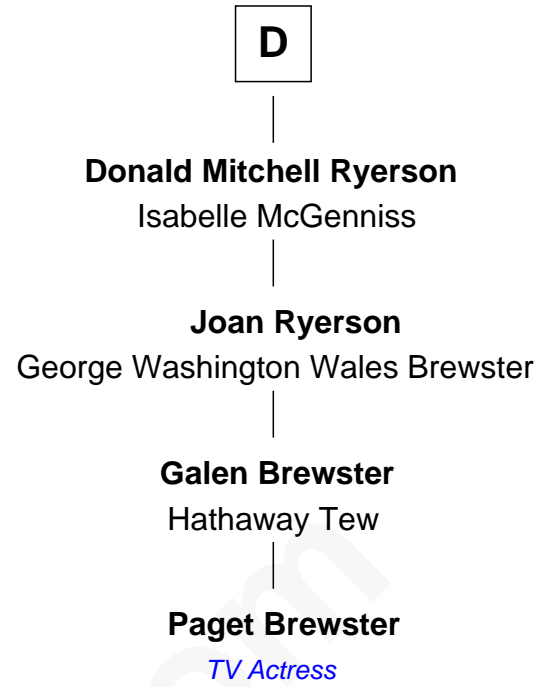 D
Donald Mitchell Ryerson
Isabelle McGenniss
Joan Ryerson
George Washington Wales Brewster
Galen Brewster
Hathaway Tew
Paget Brewster
TV Actress